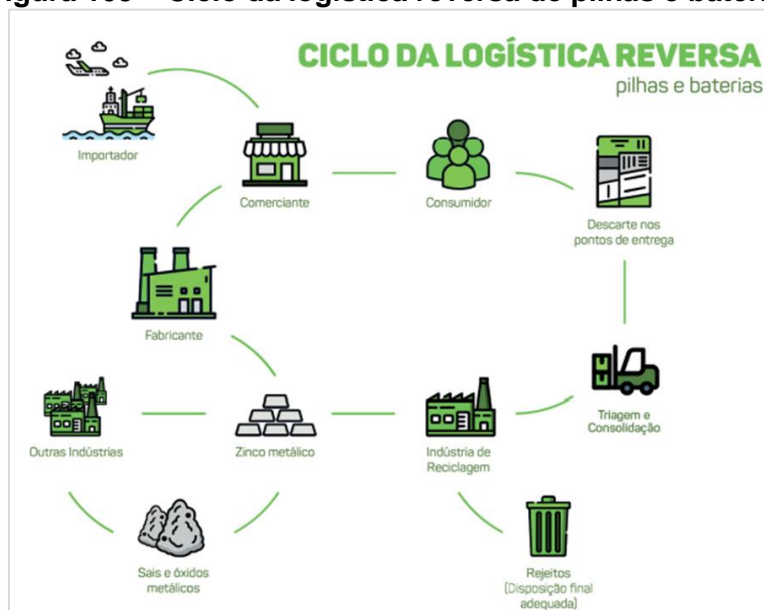 CICLO DA LOGÍSTICA REVERSA
pilhas e baterias
Importador
Comerciante
Consumidor
Descarte nos
pontos de entrega
Fabricante
Triagem e
Consolidação
Outras Indústrias
Zinco metálico
Indústria de
Reciclagem
Sais e óxidos
metálicos
Rejeitos
(Disposição final
adequada)